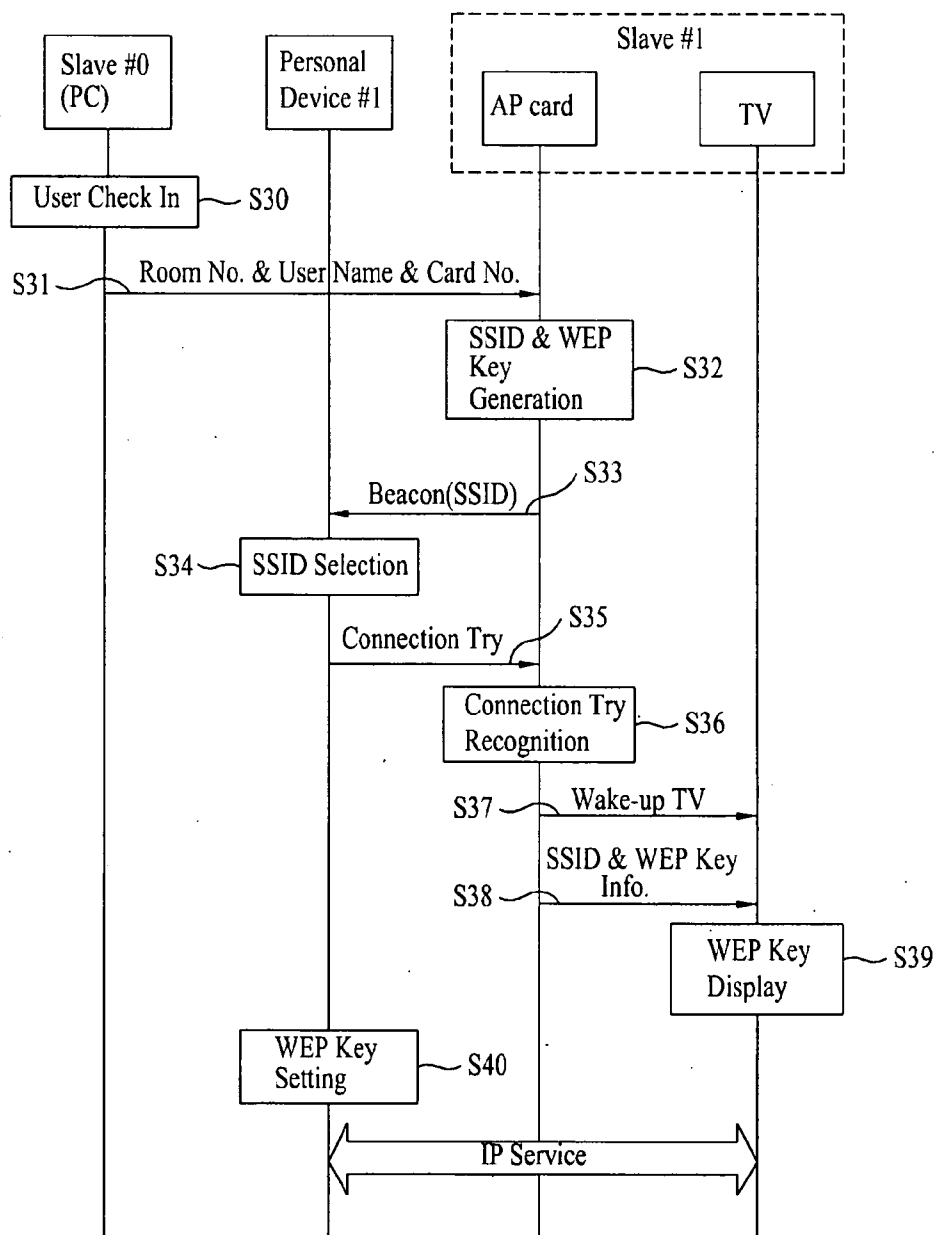 Slave #1
Slave #0
(PC)
Personal
Device #1
AP card
TV
User Check In
S30
S31
Room No. & User Name & Card No.
SSID & WEP
Key
Generation
S32
S33
Beacon(SSID)
S34
SSID Selection
S35
Connection Try
Connection Try
Recognition
S36
S37
Wake-up TV
SSID & WEP Key
Info.
S38
WEP Key
Display
S39
WEP Key
Setting
S40
IP Service